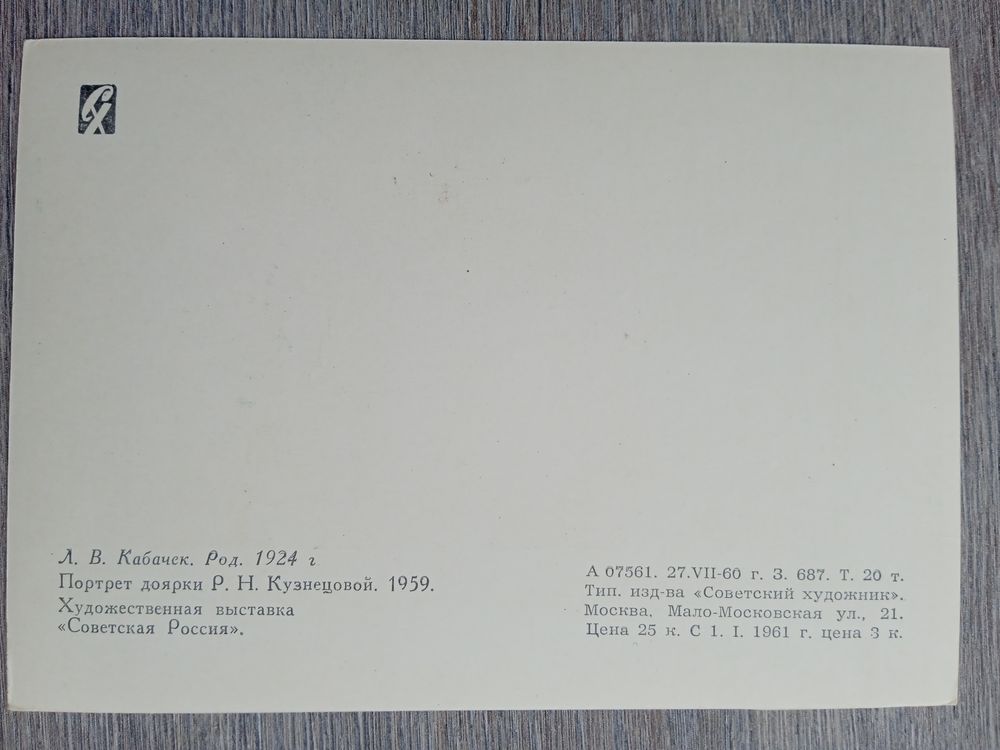 СХ
Л. В. Кабачек. Род. 1924 г
Портрет доярки Р. Н. Кузнецовой. 1959.
Художественная выставка
«Советская Россия».
А 07561. 27.VII-60 г. З. 687. Т. 20 т.
Тип. изд-ва «Советский художник».
Москва, Мало-Московская ул., 21.
Цена 25 к. С 1. I. 1961 г. цена 3 к.